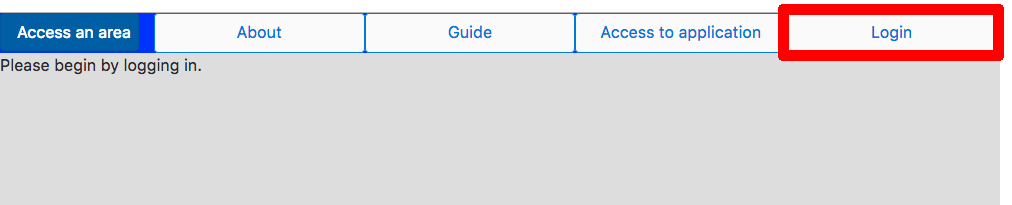 Access an area About Guide Access to application Login
Please begin by logging in.